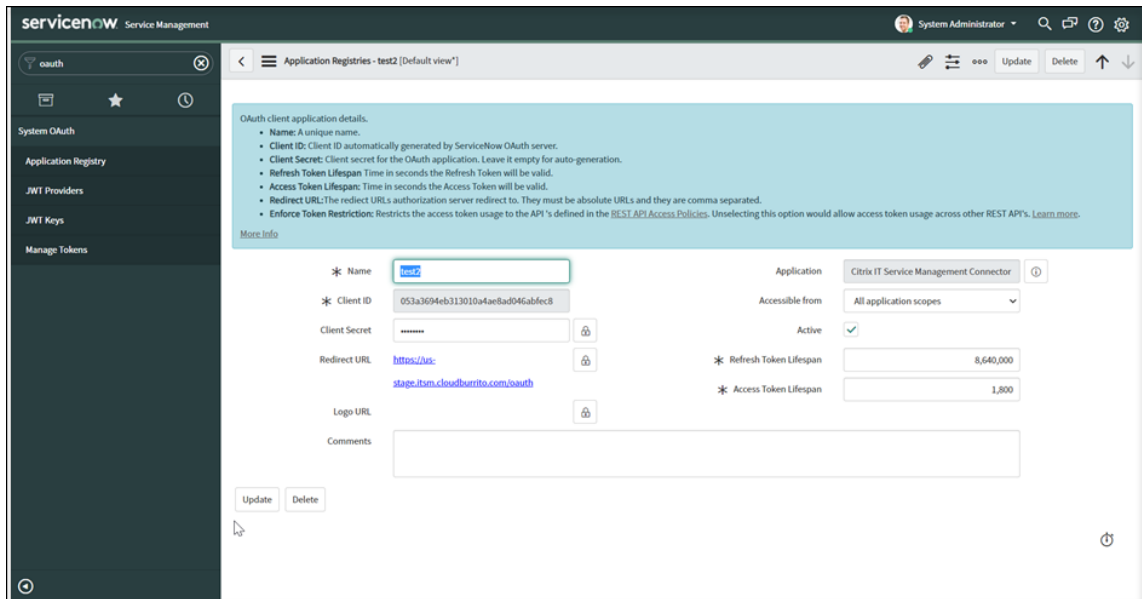 servicenow Service Management
System Administrator
oauth
Application Registries - test2 [Default view*]
Update
Delete
System OAuth
Application Registry
JWT Providers
JWT Keys
Manage Tokens
OAuth client application details.
• Name: A unique name.
• Client ID: Client ID automatically generated by ServiceNow OAuth server.
• Client Secret: Client secret for the OAuth application. Leave it empty for auto-generation.
• Refresh Token Lifespan Time in seconds the Refresh Token will be valid.
• Access Token Lifespan: Time in seconds the Access Token will be valid.
• Redirect URL:The rediect URLs authorization server redirect to. They must be absolute URLs and they are comma separated.
• Enforce Token Restriction: Restricts the access token usage to the API 's defined in the REST API Access Policies. Unselecting this option would allow access token usage across other REST API's. Learn more.
More Info
Name
test2
Application
Citrix IT Service Management Connector
Client ID
053a3694eb313010a4ae8ad046abfec8
Accessible from
All application scopes
Client Secret
Active
Redirect URL
https://us-
stage.itsm.cloudburrito.com/oauth
Refresh Token Lifespan
8,640,000
Access Token Lifespan
1,800
Logo URL
Comments
Update
Delete